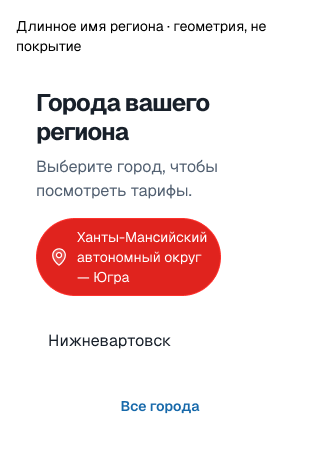 Длинное имя региона · геометрия, не
покрытие
Города вашего
региона
Выберите город, чтобы
посмотреть тарифы.
Ханты-Мансийский
автономный округ
— Югра
Нижневартовск
Все города